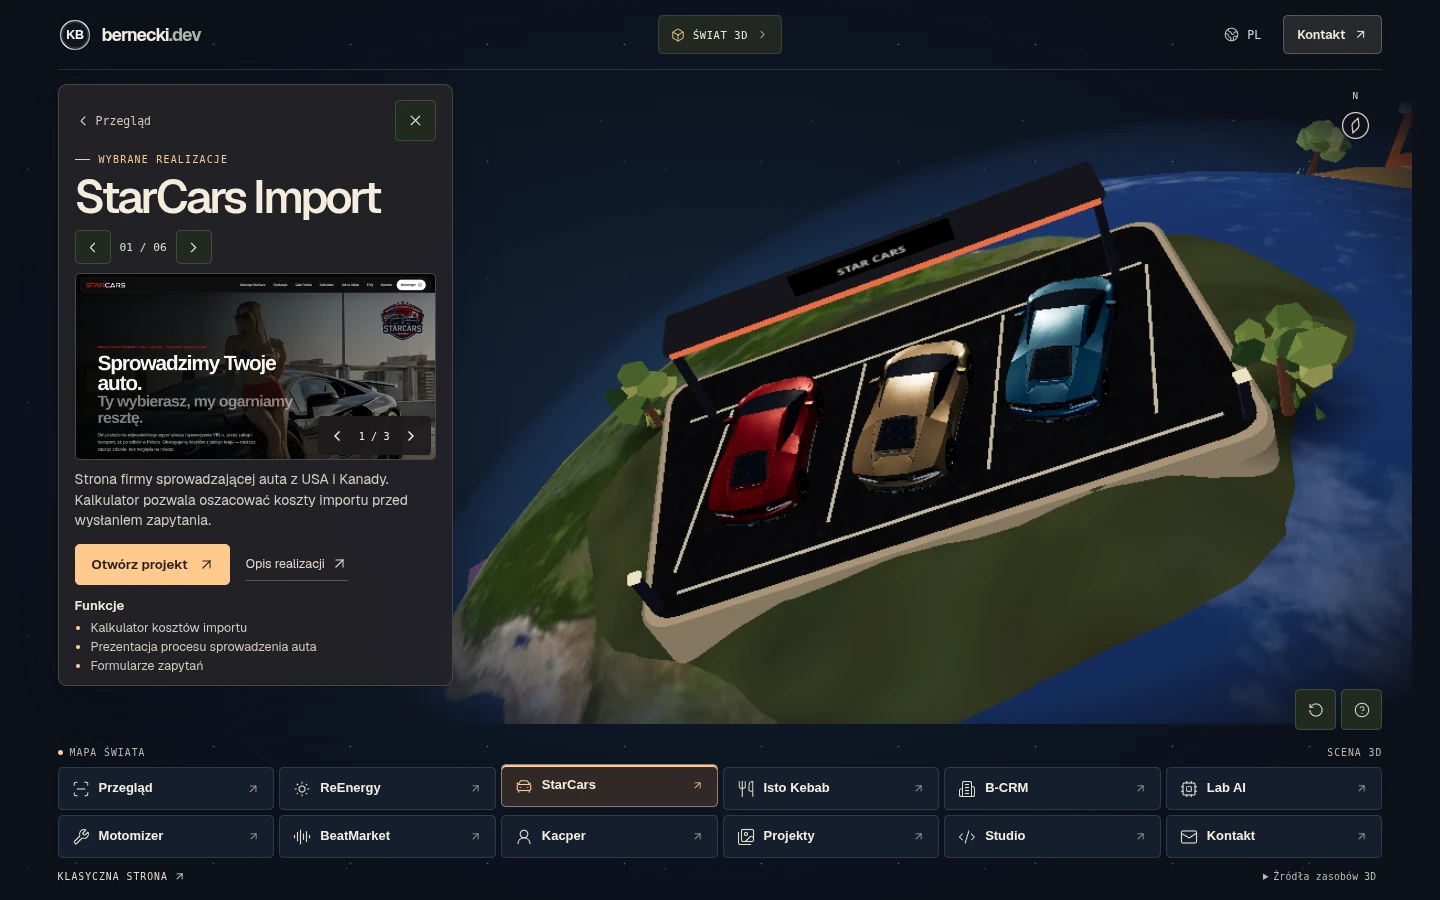 KB bernecki.dev
ŚWIAT 3D
PL
Kontakt
Przegląd
WYBRANE REALIZACJE
StarCars Import
01 / 06
STARCARS
STARCARS
Sprowadzimy Twoje
auto.
Ty wybierasz, my ogarniamy
resztę.
1 / 3
Strona firmy sprowadzającej auta z USA i Kanady.
Kalkulator pozwala oszacować koszty importu przed
wysłaniem zapytania.
Otwórz projekt
Opis realizacji
Funkcje
Kalkulator kosztów importu
Prezentacja procesu sprowadzenia auta
Formularze zapytań
N
STAR CARS
MAPA ŚWIATA
SCENA 3D
Przegląd
ReEnergy
StarCars
Isto Kebab
B-CRM
Lab AI
Motomizer
BeatMarket
Kacper
Projekty
Studio
Kontakt
KLASYCZNA STRONA
Źródła zasobów 3D